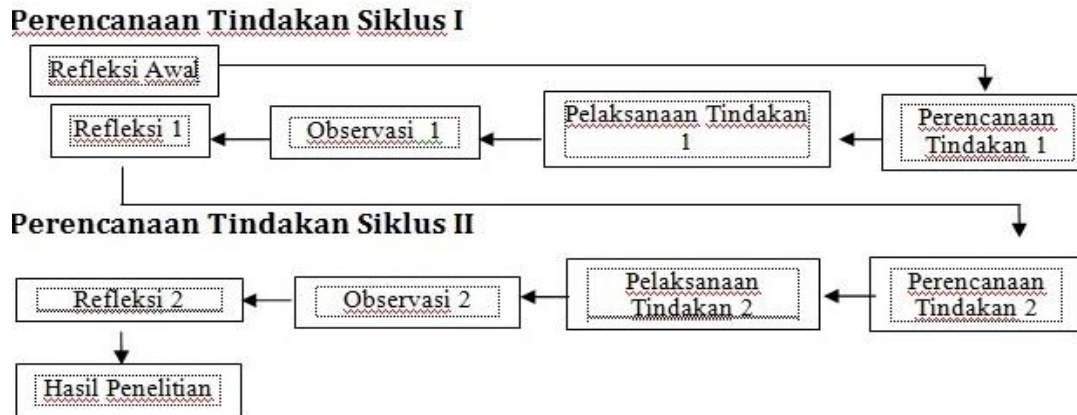 Perencanaan Tindakan Siklus I
Refleksi Awal
Refleksi 1
Observasi 1
Pelaksanaan Tindakan
1
Perencanaan
Tindakan 1
Perencanaan Tindakan Siklus II
Refleksi 2
Observasi 2
Pelaksanaan
Tindakan 2
Perencanaan
Tindakan 2
Hasil Penelitian